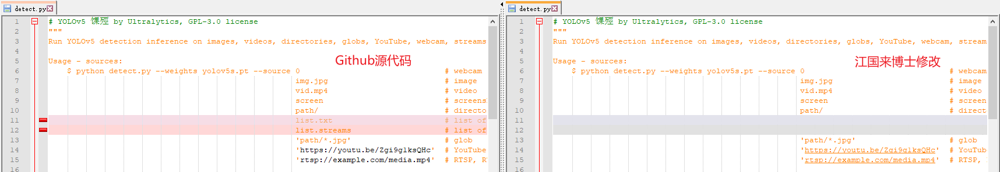 detect.py
1 # YOLOv5 馃殌 by Ultralytics, GPL-3.0 license
2 """
3 Run YOLOv5 detection inference on images, videos, directories, globs, YouTube, webcam, streams
4
5 Usage - sources:
6 $ python detect.py --weights yolov5s.pt --source 0 # webcam
7 img.jpg # image
8 vid.mp4 # video
9 screen # screensh
10 path/ # directo
11 list.txt # list of
12 list.streams # list of
13 'path/*.jpg' # glob
14 'https://youtu.be/Zgi9g1ksQHc' # YouTube
15 'rtsp://example.com/media.mp4' # RTSP, R
16
Github源代码
detect.py
1 # YOLOv5 馃殌 by Ultralytics, GPL-3.0 license
2 """
3 Run YOLOv5 detection inference on images, videos, directories, globs, YouTube, webcam, stream
4
5 Usage - sources:
6 $ python detect.py --weights yolov5s.pt --source 0 # webcam
7 img.jpg # image
8 vid.mp4 # video
9 screen # screen
10 path/ # direct
11
12
13 'path/*.jpg' # glob
14 'https://youtu.be/Zgi9g1ksQHc' # YouTu
15 'rtsp://example.com/media.mp4' # RTSP,
16
江国来博士修改